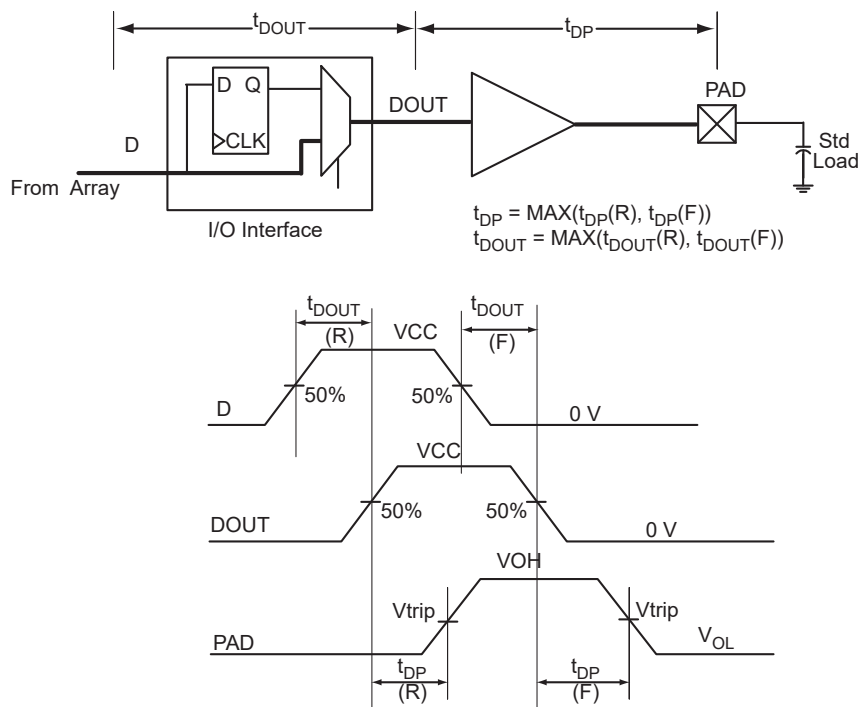 tDOUT
tDP
D Q
CLK
D
From Array
I/O Interface
DOUT
PAD
Std
Load
tDP = MAX(tDP(R), tDP(F))
tDOUT = MAX(tDOUT(R), tDOUT(F))
tDOUT
(R)
VCC
tDOUT
(F)
50%
50%
D
0 V
VCC
50%
50%
DOUT
0 V
VOH
Vtrip
Vtrip
PAD
VOL
tDP
(R)
tDP
(F)